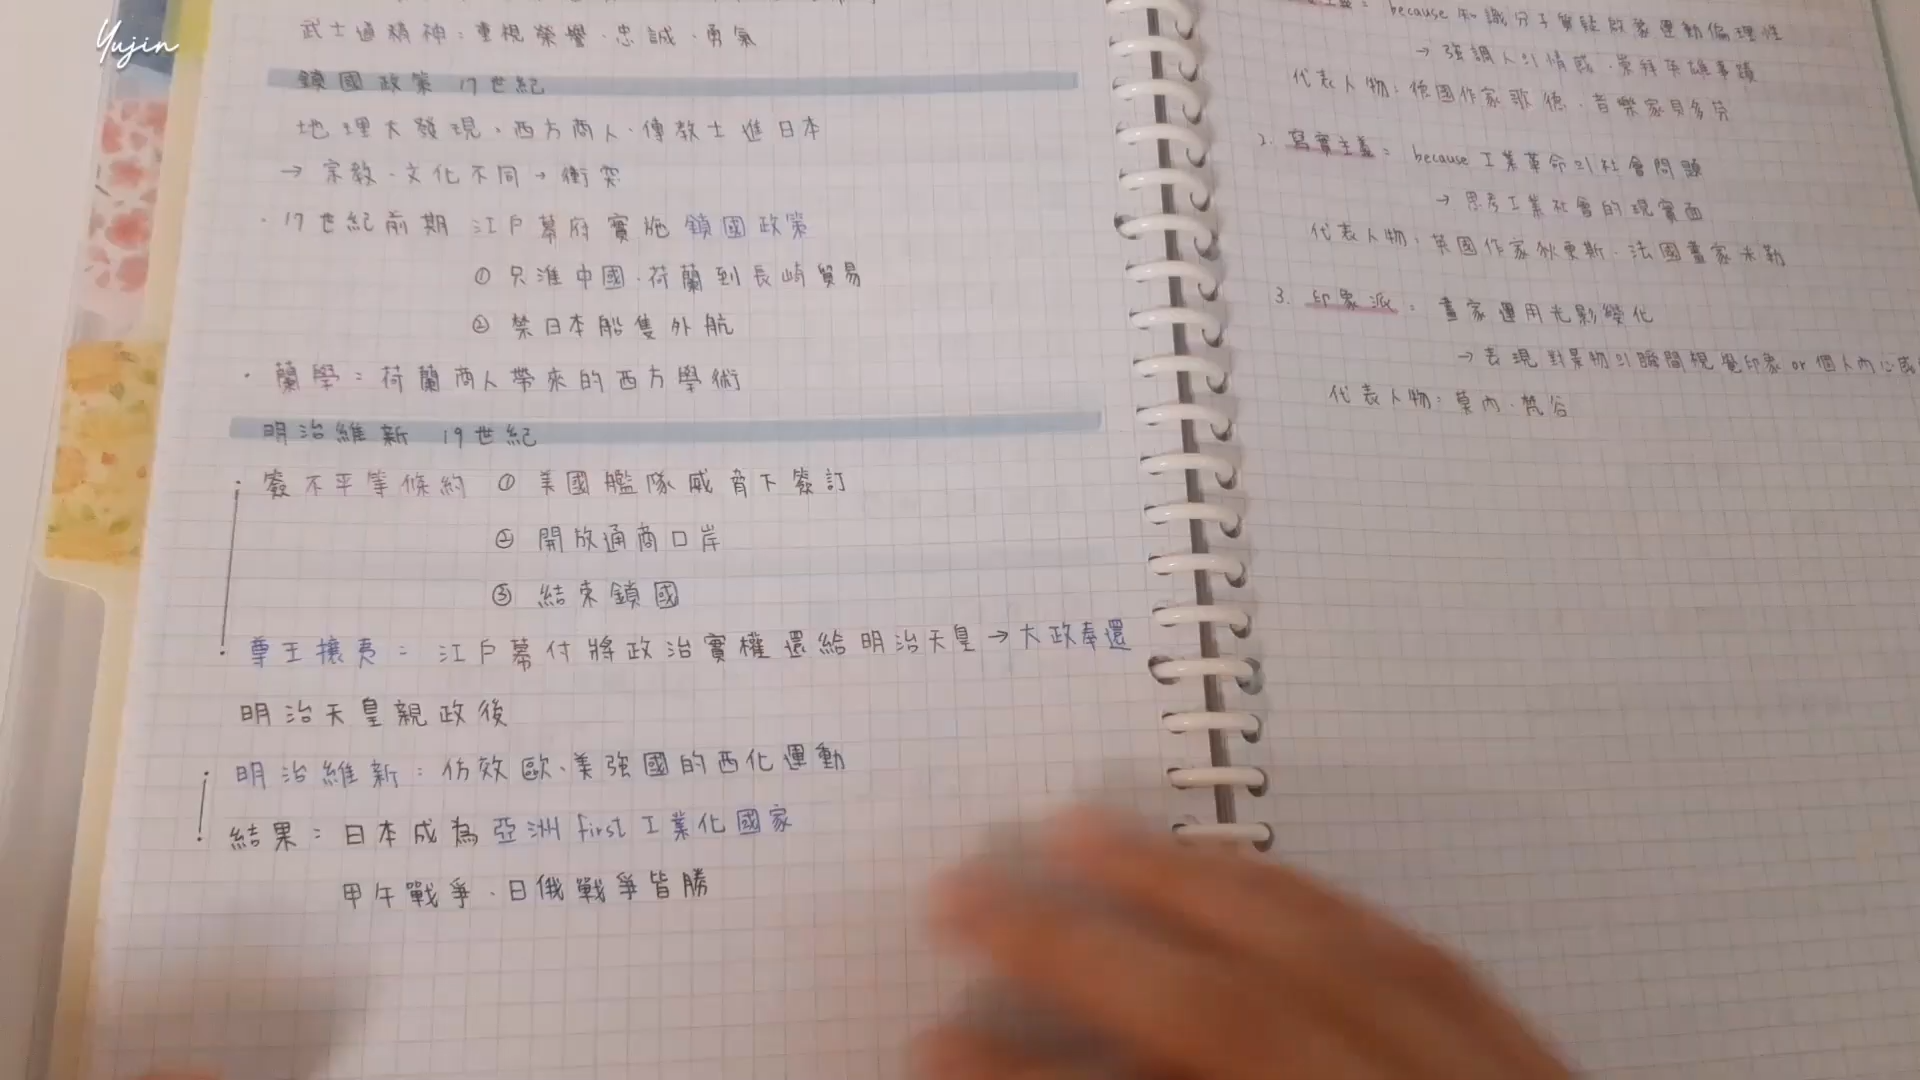 Yujin
武士道精神：重視榮譽、忠誠、勇氣
鎖國政策 17世紀
地理大發現，西方商人、傳教士進日本
→ 宗教、文化不同 → 衝突
· 17世紀前期 江戶幕府實施鎖國政策
① 只准中國、荷蘭到長崎貿易
② 禁日本船隻外航
· 蘭學：荷蘭商人帶來的西方學術
明治維新 19世紀
簽不平等條約 ① 美國艦隊威脅下簽訂
② 開放通商口岸
③ 結束鎖國
尊王攘夷：江戶幕付將政治實權還給明治天皇 → 大政奉還
明治天皇親政後
明治維新：仿效歐、美強國的西化運動
結果：日本成為亞洲first工業化國家
甲午戰爭、日俄戰爭皆勝
because 知識分子質疑啟蒙運動偏理性
→ 強調人的情感、崇拜英雄事蹟
代表人物：德國作家歌德、音樂家貝多芬
2. 寫實主義：because 工業革命的社會問題
→ 思考工業社會的現實面
代表人物：英國作家狄更斯、法國畫家米勒
3. 印象派：畫家運用光影變化
→ 表現對景物的瞬間視覺印象 or 個人內心感
代表人物：莫內、梵谷